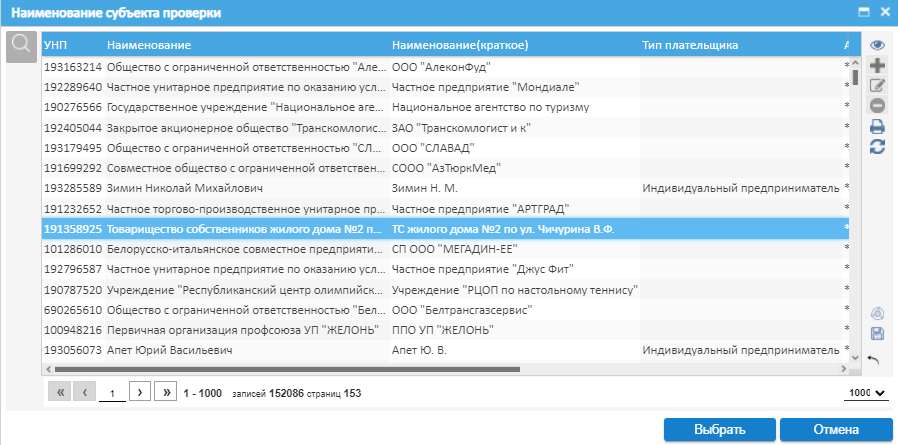 Наименование субъекта проверки
УНП Наименование Наименование(краткое) Тип плательщика А
193163214 Общество с ограниченной ответственностью "Але... ООО "АлеконФуд" *
192289640 Частное унитарное предприятие по оказанию усл... Частное предприятие "Мондиале" *
190276566 Государственное учреждение "Национальное аге... Национальное агентство по туризму *
192405044 Закрытое акционерное общество "Транскомлогис... ЗАО "Транскомлогист и к" *
193179495 Общество с ограниченной ответственностью "СЛ... ООО "СЛАВАД" *
191699292 Совместное общество с ограниченной ответствен... СООО "АзТюркМед" *
193285589 Зимин Николай Михайлович Зимин Н. М. Индивидуальный предприниматель *
191232652 Частное торгово-производственное унитарное пр... Частное предприятие "АРТГРАД" *
191358925 Товарищество собственников жилого дома №2 п... ТС жилого дома №2 по ул. Чичурина В.Ф. *
101286010 Белорусско-итальянское совместное предприяти... СП ООО "МЕГАДИН-ЕЕ" *
192796587 Частное унитарное предприятие по оказанию усл... Частное предприятие "Джус Фит" *
190787520 Учреждение "Республиканский центр олимпийск... Учреждение "РЦОП по настольному теннису" *
690265610 Общество с ограниченной ответственностью "Бел... ООО "Белтрансгазсервис" *
100948216 Первичная организация профсоюза УП "ЖЕЛОНЬ" ППО УП "ЖЕЛОНЬ" *
193056073 Апет Юрий Васильевич Апет Ю. В. Индивидуальный предприниматель *
« ‹ 1 › » 1 - 1000 записей 152086 страниц 153 1000
Выбрать Отмена